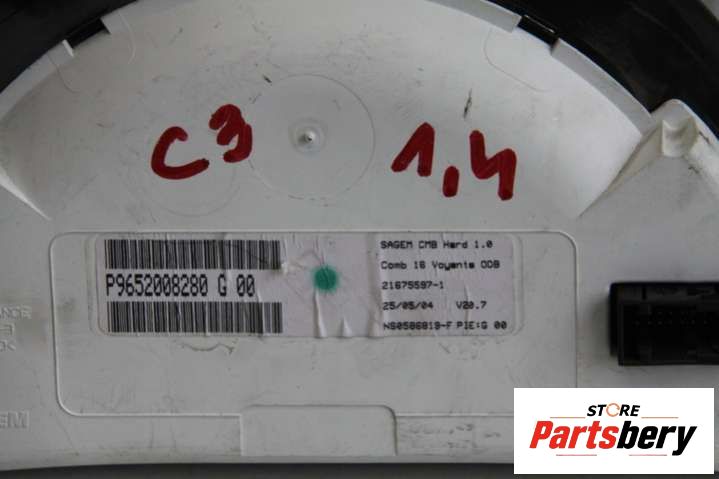 C3 1,4
SAGEM CMB Hard 1.0
Comb 16 Voyants ODB
P9652008280 G 00
21675597-1
25/05/04 V20.7
NS0586819-F PIE:G 00
STORE
Partsbery